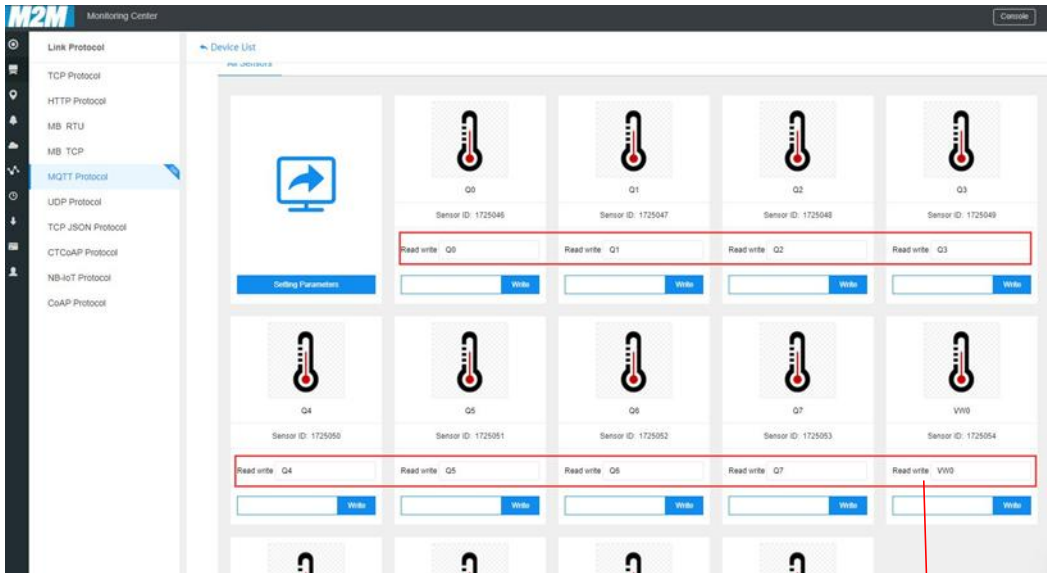 M2M Monitoring Center Console
Link Protocol
Device List
All Sensors
TCP Protocol
HTTP Protocol
MB RTU
MB TCP
MQTT Protocol
UDP Protocol
TCP JSON Protocol
CTCoAP Protocol
NB-IoT Protocol
CoAP Protocol
Q0 Q1 Q2 Q3
Sensor ID: 1725046 Sensor ID: 1725047 Sensor ID: 1725048 Sensor ID: 1725049
Read write Q0 Read write Q1 Read write Q2 Read write Q3
Setting Parameters Write Write Write Write
Q4 Q5 Q6 Q7 VW0
Sensor ID: 1725050 Sensor ID: 1725051 Sensor ID: 1725052 Sensor ID: 1725053 Sensor ID: 1725054
Read write Q4 Read write Q5 Read write Q6 Read write Q7 Read write VW0
Write Write Write Write Write